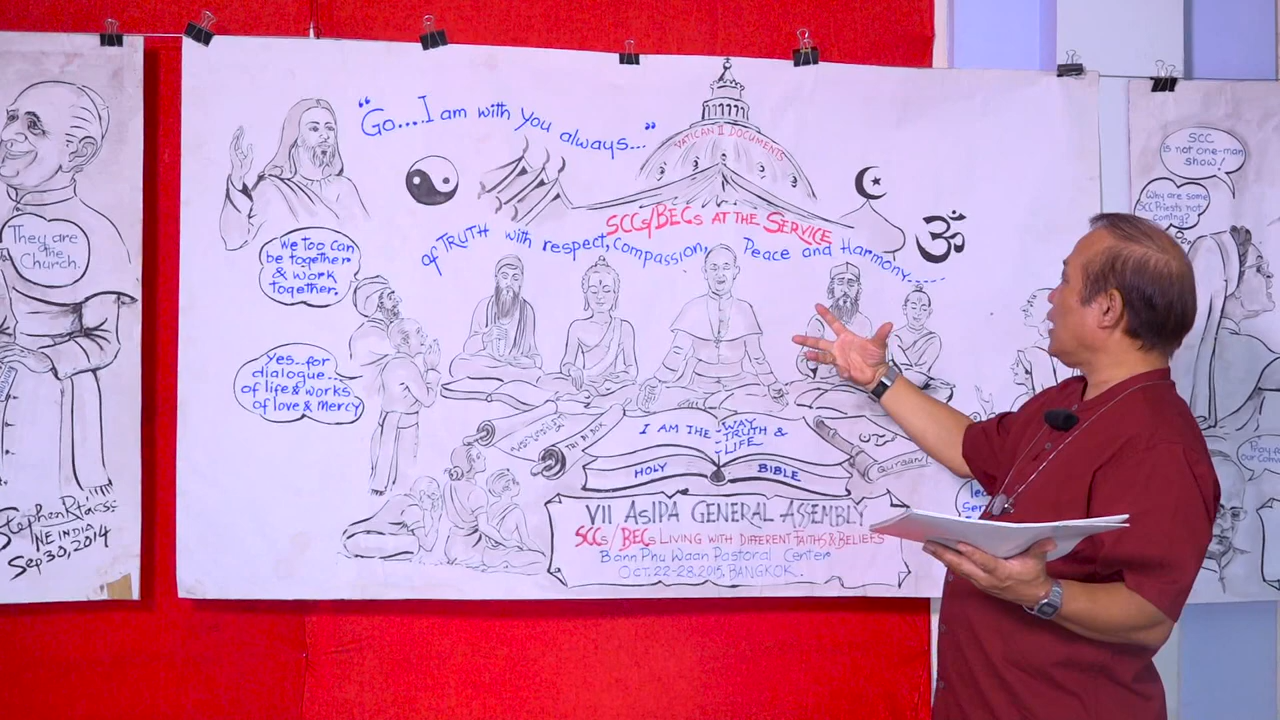 They are
the
Church.
NE INDIA
Sep 30, 2014
"Go....I am with you always..."
VATICAN II DOCUMENTS
SCCs/BECs AT THE SERVICE
of TRUTH with respect, compassion, Peace and Harmony......
We too can
be together
& work
together.
Yes..for
dialogue...
of life & works
of love & Mercy
TRI PI DOK
I AM THE - WAY
- TRUTH &
- LIFE
HOLY BIBLE
QURAAN
ॐ
VII AsIPA GENERAL ASSEMBLY
SCCs/BECs LIVING WITH DIFFERENT FAITHS & BELIEFS
Bann Phu Waan Pastoral Center
OCT. 22-28. 2015. BANGKOK.
SCC
is not one-man
show!
Why are some
SCC Priests not
coming?